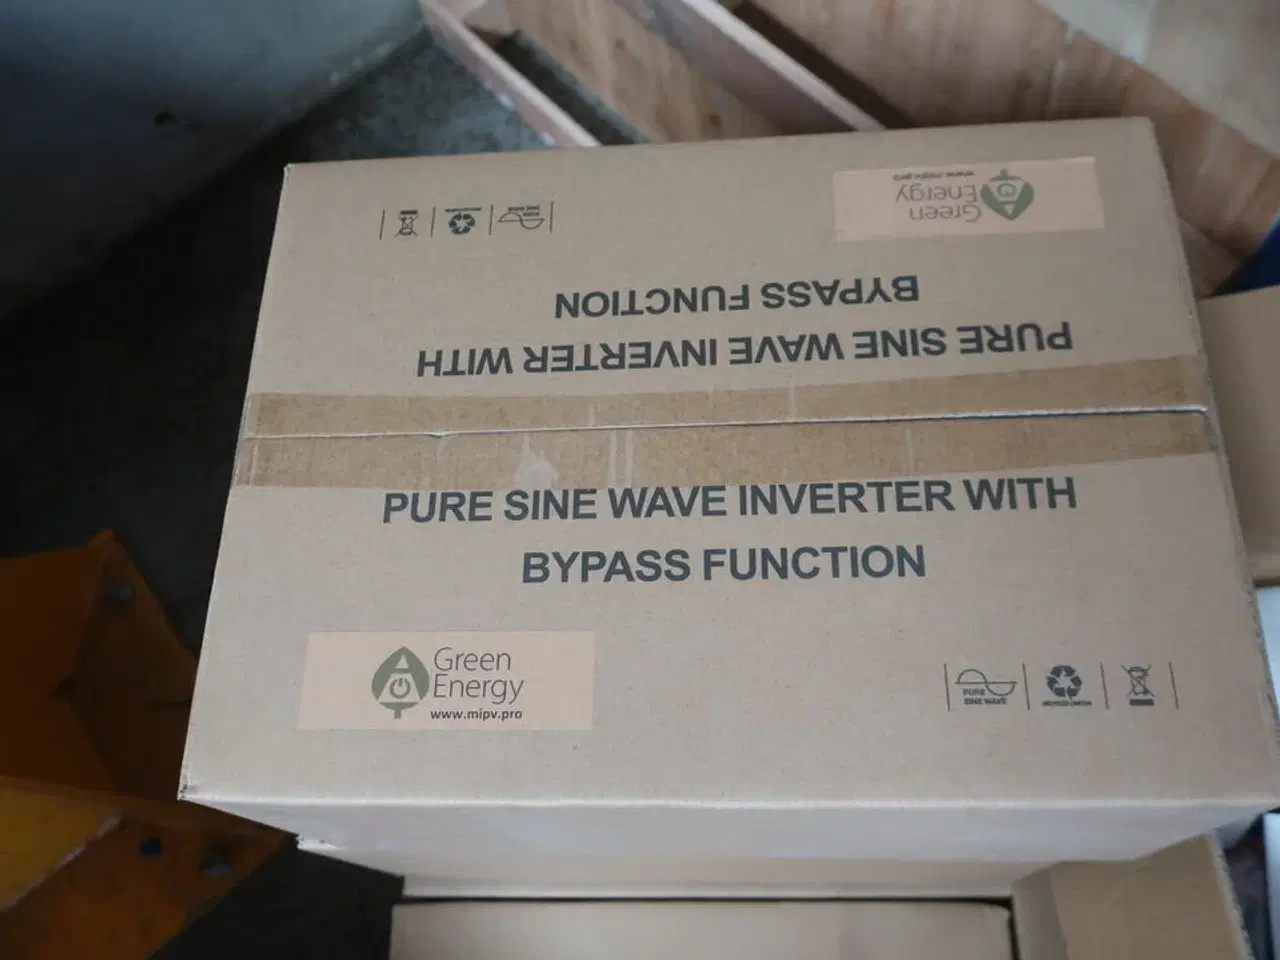 www.mipv.pro
Green
Energy
BYPASS FUNCTION
PURE SINE WAVE INVERTER WITH
PURE SINE WAVE INVERTER WITH
BYPASS FUNCTION
Green
Energy
www.mipv.pro
PURE
SINE WAVE